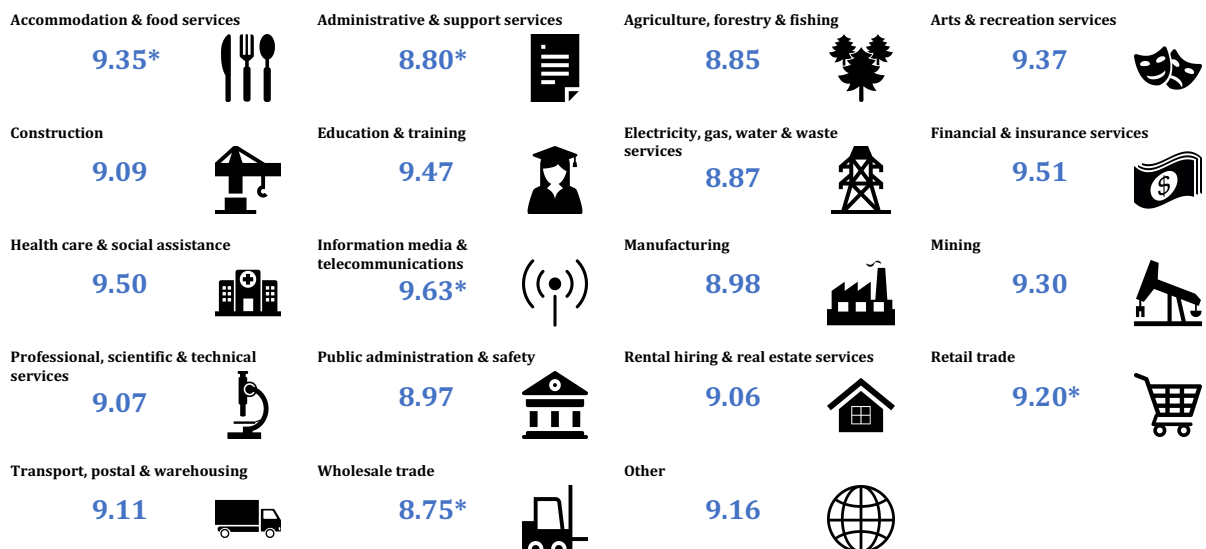 Accommodation & food services
9.35*
Administrative & support services
8.80*
Agriculture, forestry & fishing
8.85
Arts & recreation services
9.37
Construction
9.09
Education & training
9.47
Electricity, gas, water & waste
services
8.87
Financial & insurance services
9.51
$
Health care & social assistance
9.50
Information media &
telecommunications
9.63*
Manufacturing
8.98
Mining
9.30
Professional, scientific & technical
services
9.07
Public administration & safety
8.97
Rental hiring & real estate services
9.06
Retail trade
9.20*
Transport, postal & warehousing
9.11
Wholesale trade
8.75*
Other
9.16